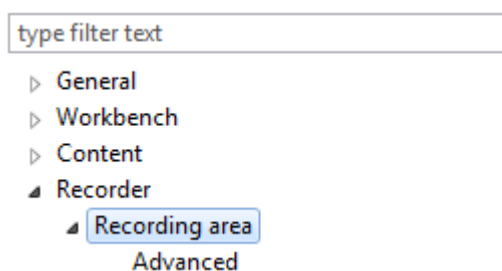 type filter text
General
Workbench
Content
Recorder
Recording area
Advanced